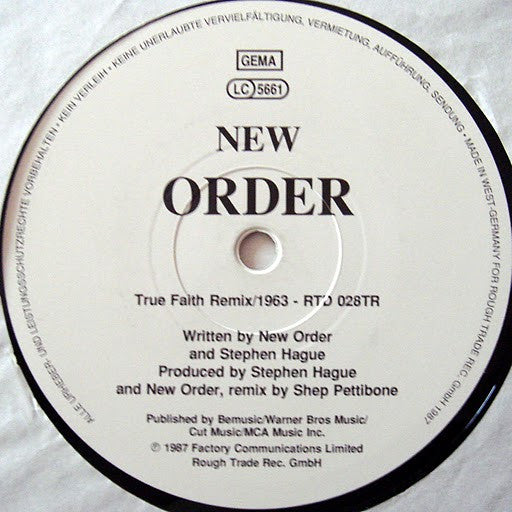 ALLE URHEBER- UND LEISTUNGSSCHUTZRECHTE VORBEHALTEN • KEIN VERLEIH • KEINE UNERLAUBTE VERVIELFÄLTIGUNG, VERMIETUNG, AUFFÜHRUNG, SENDUNG • MADE IN WEST-GERMANY FOR ROUGH TRADE REC. GmbH 1987
GEMA
LC 5661
NEW
ORDER
True Faith Remix/1963 - RTD 028TR
Written by New Order
and Stephen Hague
Produced by Stephen Hague
and New Order, remix by Shep Pettibone
Published by Bemusic/Warner Bros Music/
Cut Music/MCA Music Inc.
℗ 1987 Factory Communications Limited
Rough Trade Rec. GmbH